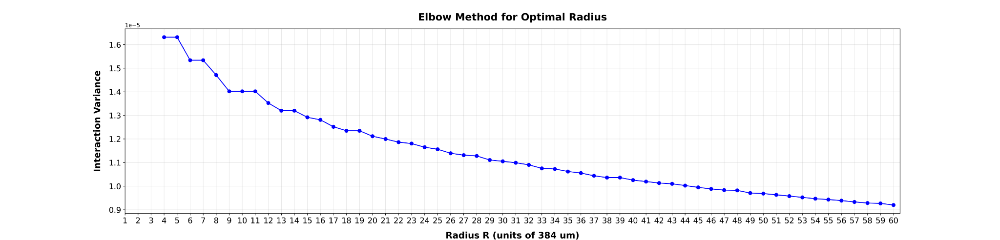 Elbow Method for Optimal Radius
1e−5
Interaction Variance
1.6
1.5
1.4
1.3
1.2
1.1
1.0
0.9
1 2 3 4 5 6 7 8 9 10 11 12 13 14 15 16 17 18 19 20 21 22 23 24 25 26 27 28 29 30 31 32 33 34 35 36 37 38 39 40 41 42 43 44 45 46 47 48 49 50 51 52 53 54 55 56 57 58 59 60
Radius R (units of 384 um)